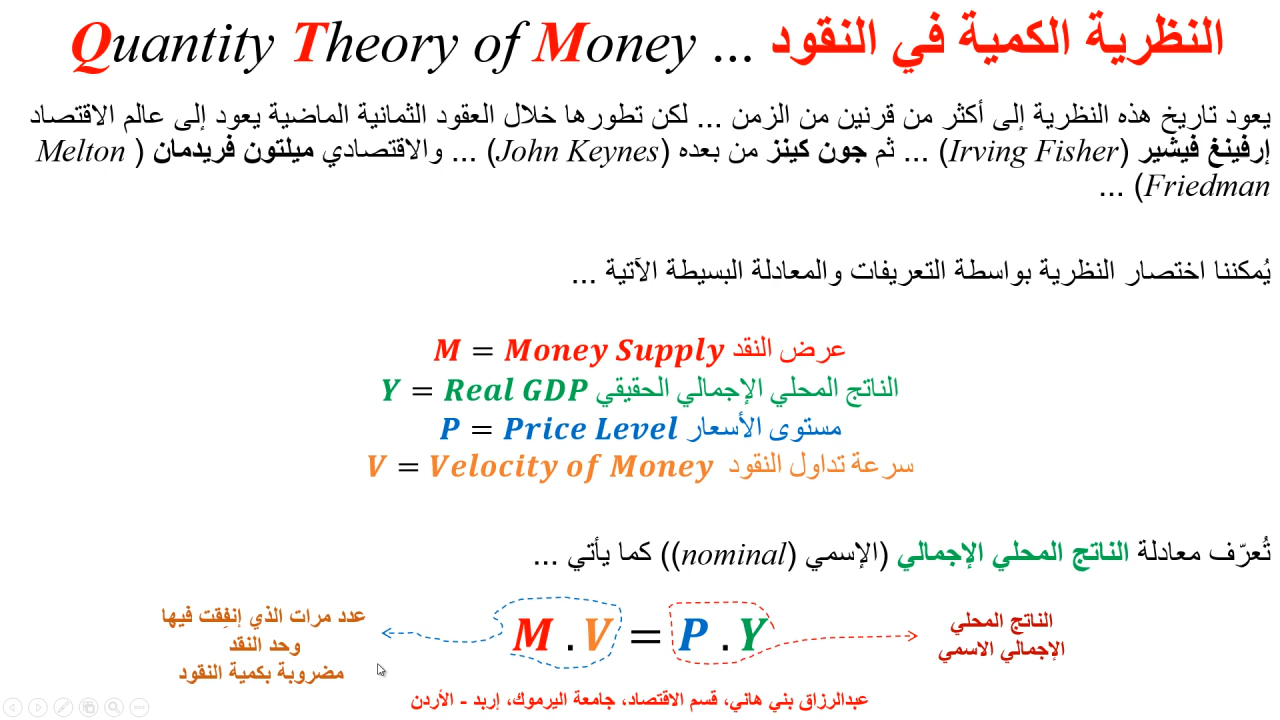 النظرية الكمية في النقود ... Quantity Theory of Money
يعود تاريخ هذه النظرية إلى أكثر من قرنين من الزمن ... لكن تطورها خلال العقود الثمانية الماضية يعود إلى عالم الاقتصاد
إرفينغ فيشير (Irving Fisher) ... ثم جون كينز من بعده (John Keynes) ... والاقتصادي ميلتون فريدمان (Melton
Friedman) ...
يُمكننا اختصار النظرية بواسطة التعريفات والمعادلة البسيطة الآتية ...
M = Money Supply عرض النقد
Y = Real GDP الناتج المحلي الإجمالي الحقيقي
P = Price Level مستوى الأسعار
V = Velocity of Money سرعة تداول النقود
تُعرّف معادلة الناتج المحلي الإجمالي (الإسمي (nominal)) كما يأتي ...
M . V = P . Y
الناتج المحلي
الإجمالي الاسمي
عدد مرات الذي إنفِقت فيها
وحد النقد
مضروبة بكمية النقود
عبدالرزاق بني هاني، قسم الاقتصاد، جامعة اليرموك، إربد - الأردن